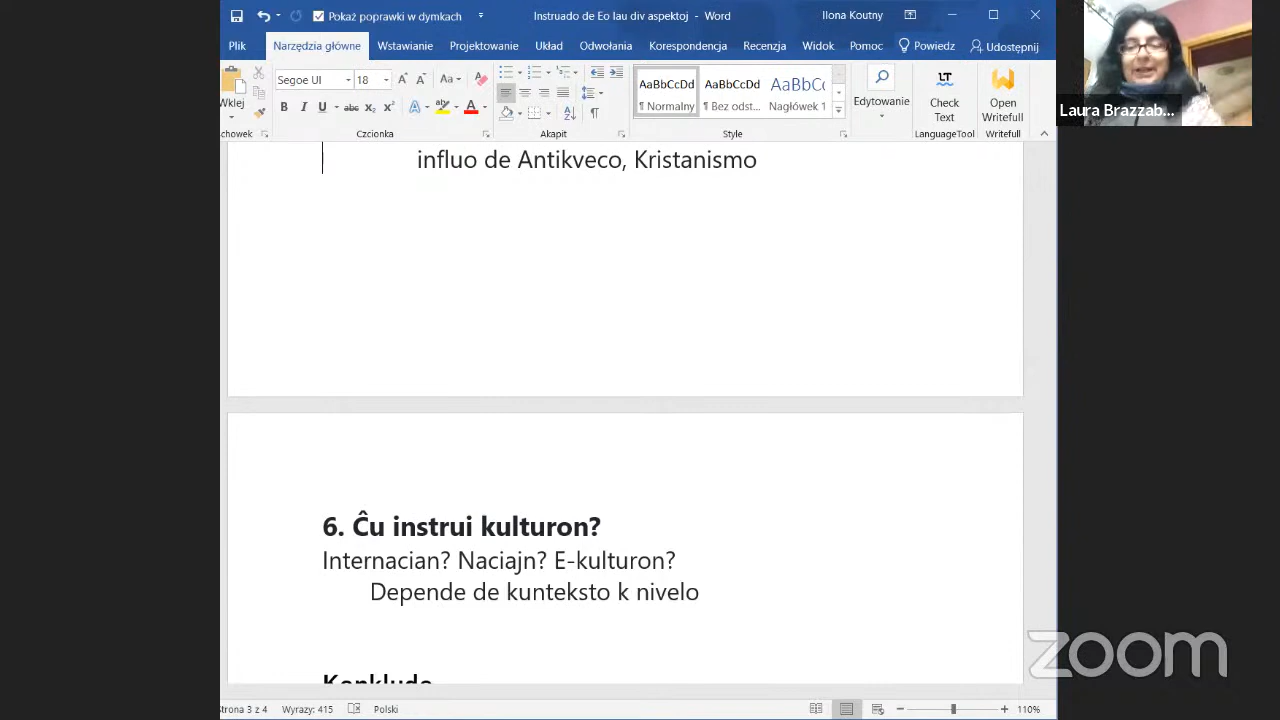 Pokaż poprawki w dymkach
Instruado de Eo lau div aspektoj - Word
Ilona Koutny
Plik Narzędzia główne Wstawianie Projektowanie Układ Odwołania Korespondencja Recenzja Widok Pomoc Powiedz Udostępnij
Wklej
Segoe UI 18
AaBbCcDd AaBbCcDd AaBbCc
¶ Normalny ¶ Bez odst... Nagłówek 1
Edytowanie
Check Text
Open Writefull
schowek Czcionka Akapit Style LanguageTool Writefull
Laura Brazzab...
influo de Antikveco, Kristanismo
6. Ĉu instrui kulturon?
Internacian? Naciajn? E-kulturon?
Depende de kunteksto k nivelo
Konklude
zoom
trona 3 z 4 Wyrazy: 415 Polski 110%